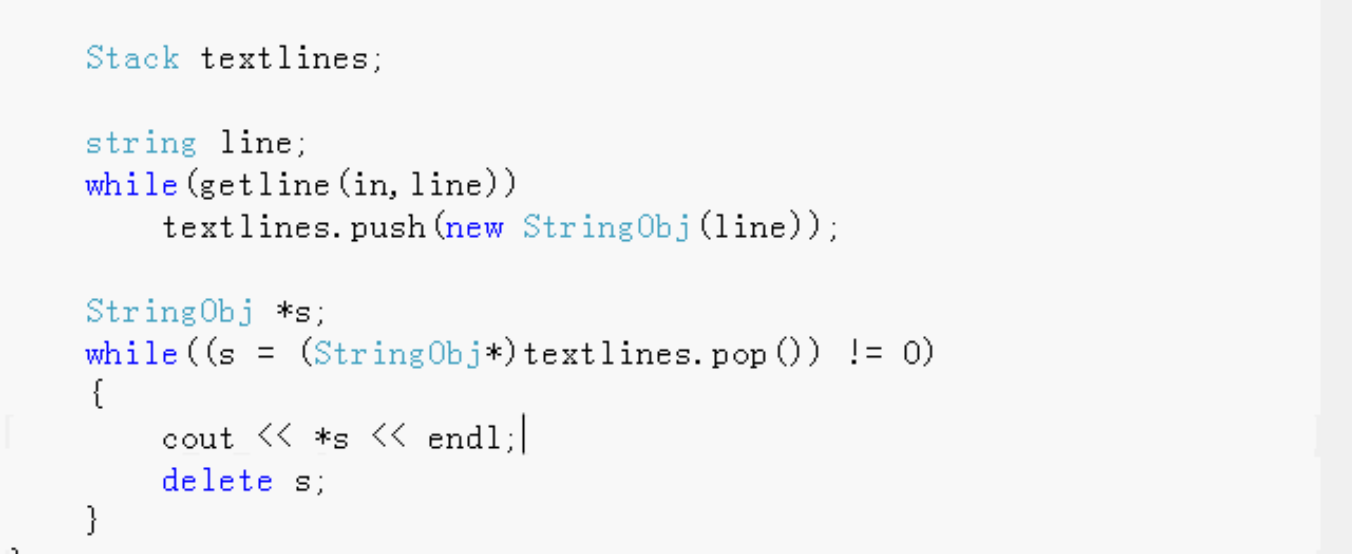 Stack textlines;
string line;
while(getline(in, line))
textlines.push(new StringObj(line));
StringObj *s;
while((s = (StringObj*)textlines.pop()) != 0)
{
cout << *s << endl;
delete s;
}